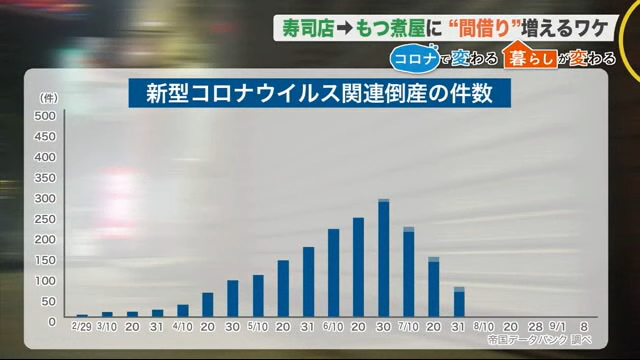 寿司店➡もつ煮屋に “間借り”増えるワケ
コロナで変わる 暮らしが変わる
新型コロナウイルス関連倒産の件数
(件)
500
450
400
350
300
250
200
150
100
50
0
2/29 3/10 20 31 4/10 20 30 5/10 20 31 6/10 20 30 7/10 20 31 8/10 20 28 9/1 8
帝国データバンク 調べ